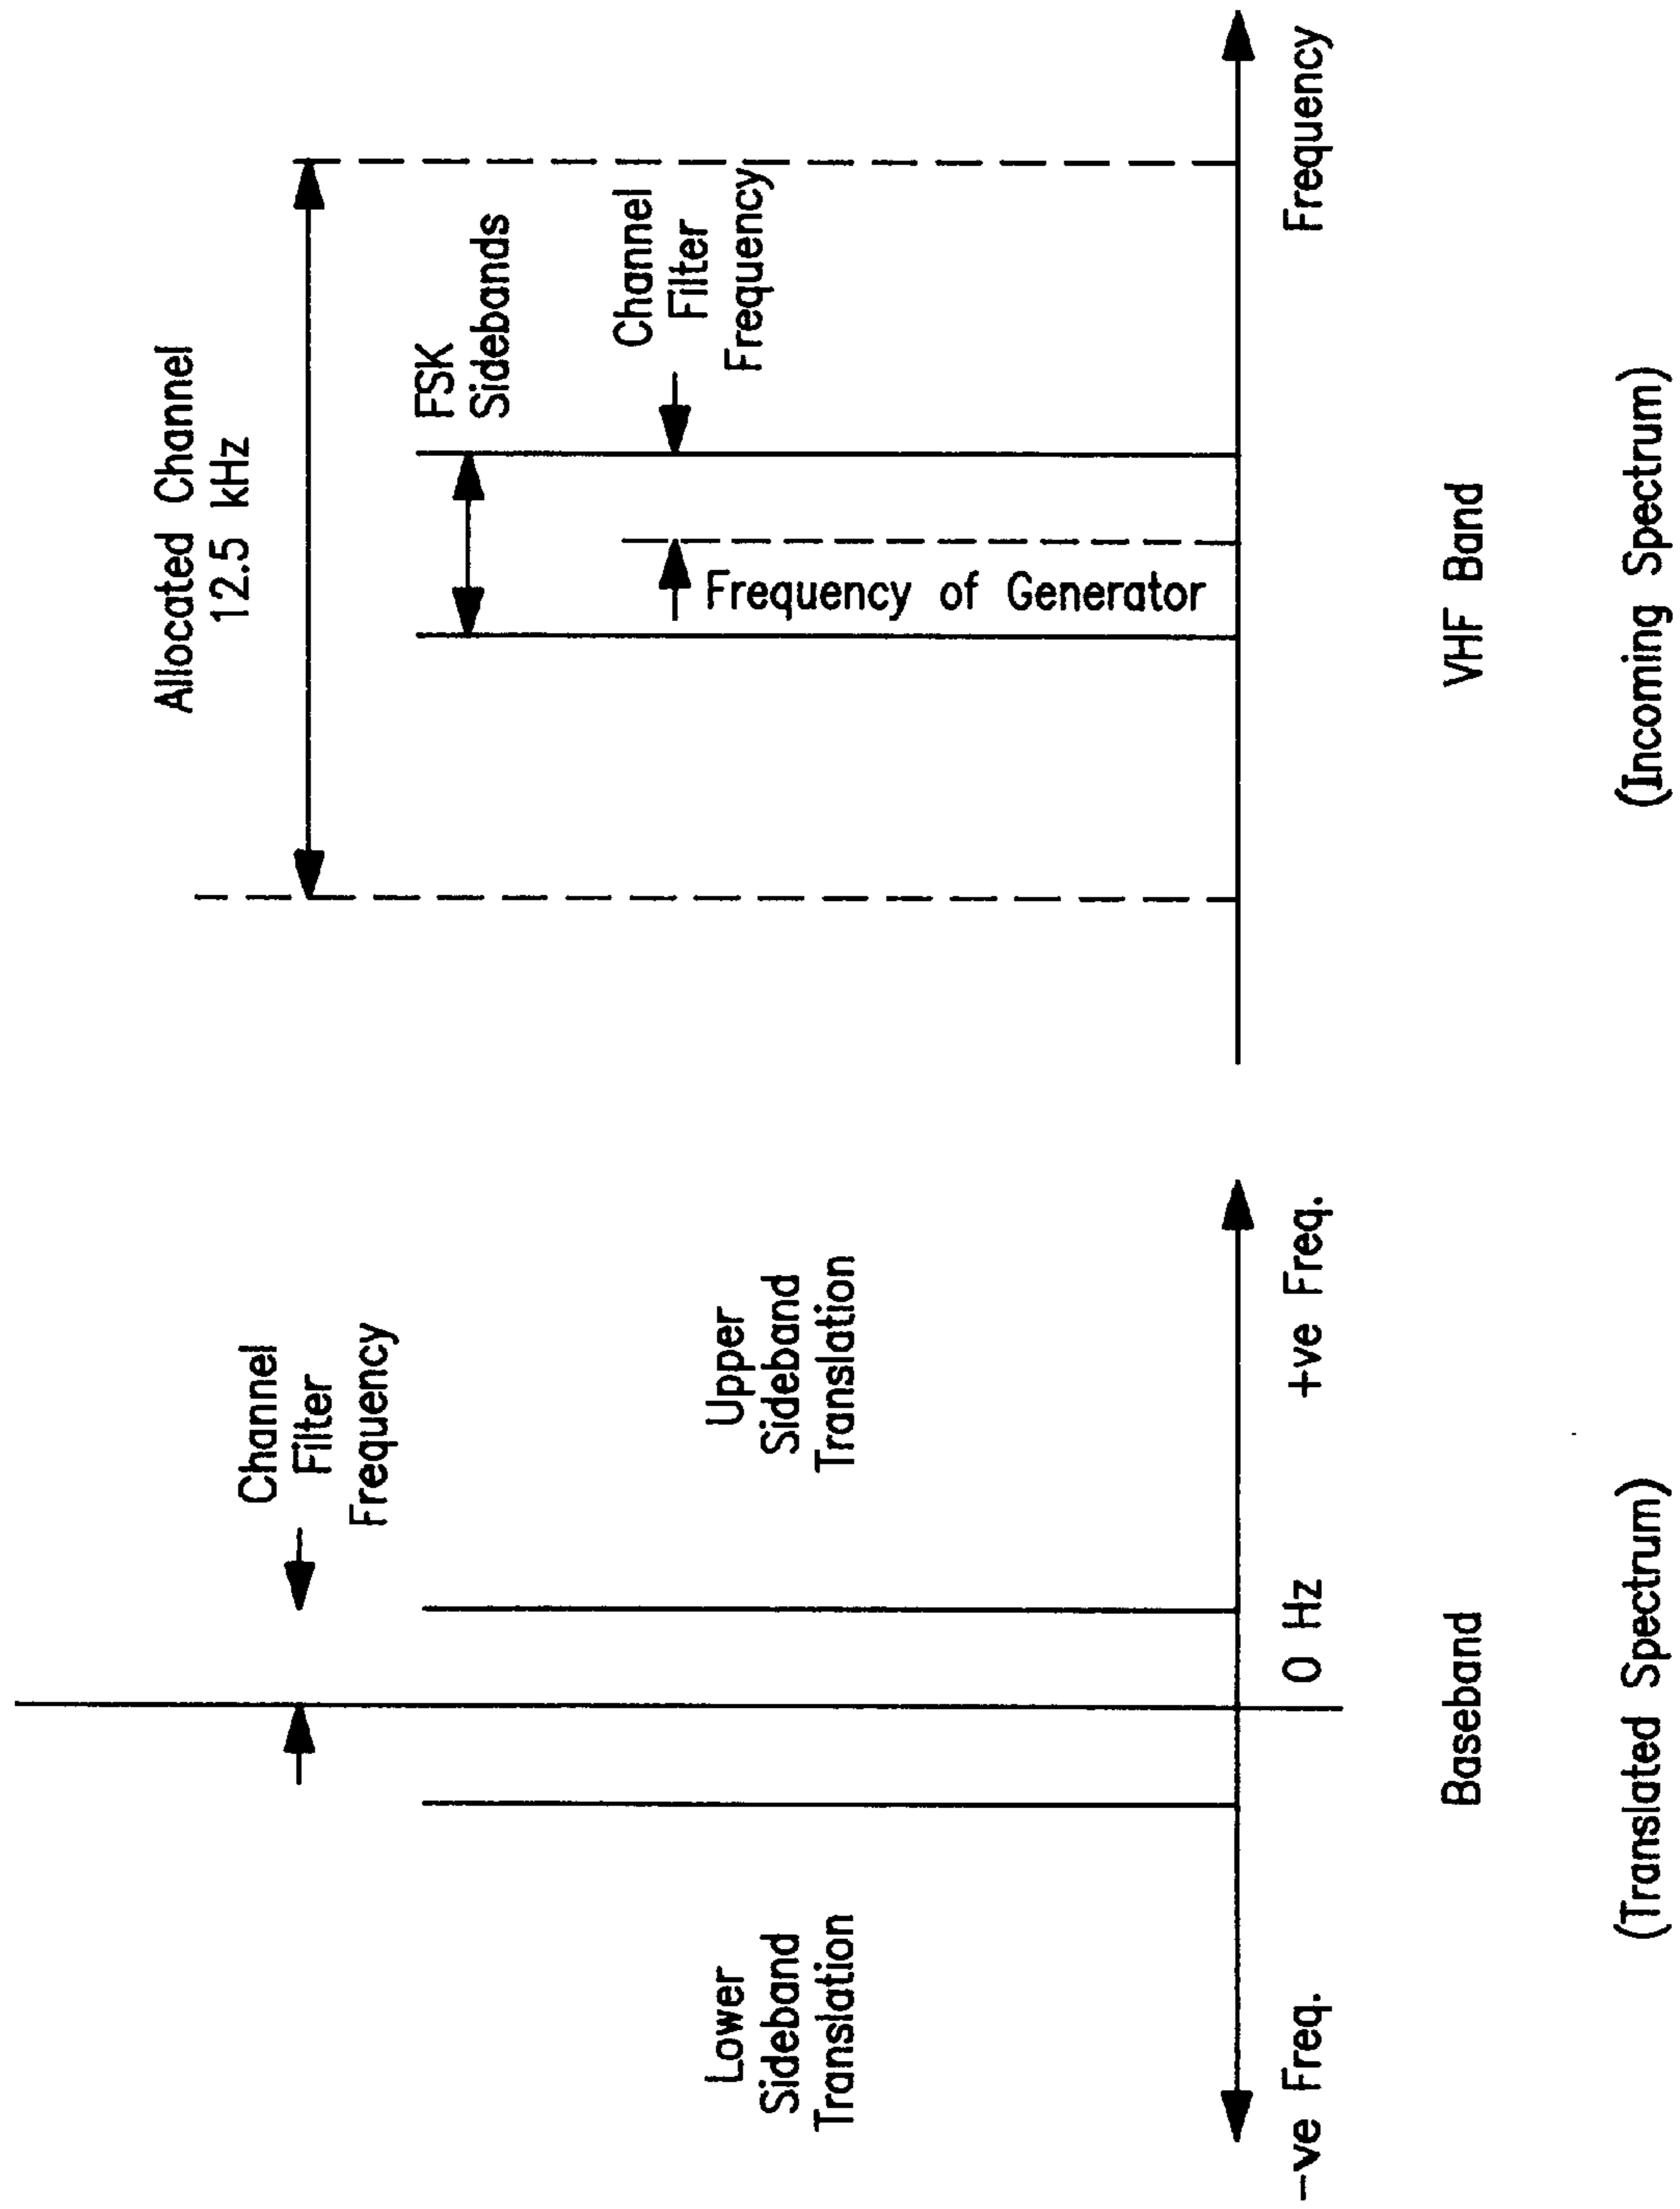 Channel
Filter
Frequency
Lower
Sideband
Translation
Upper
Sideband
Translation
-ve Freq.
0 Hz
+ve Freq.
Baseband
(Translated Spectrum)
Allocated Channel
12.5 kHz
FSK
Sidebands
Channel
Filter
Frequency
Frequency of Generator
Frequency
VHF Band
(Incoming Spectrum)